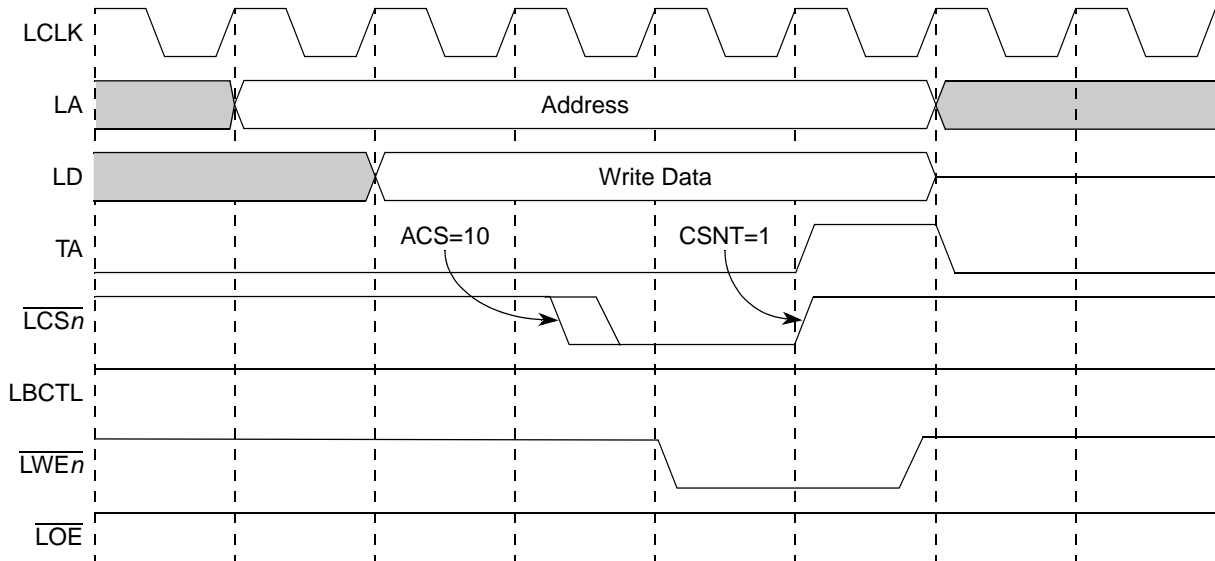 LCLK
LA
Address
LD
Write Data
TA
ACS=10
CSNT=1
LCSn
LBCTL
LWEn
LOE